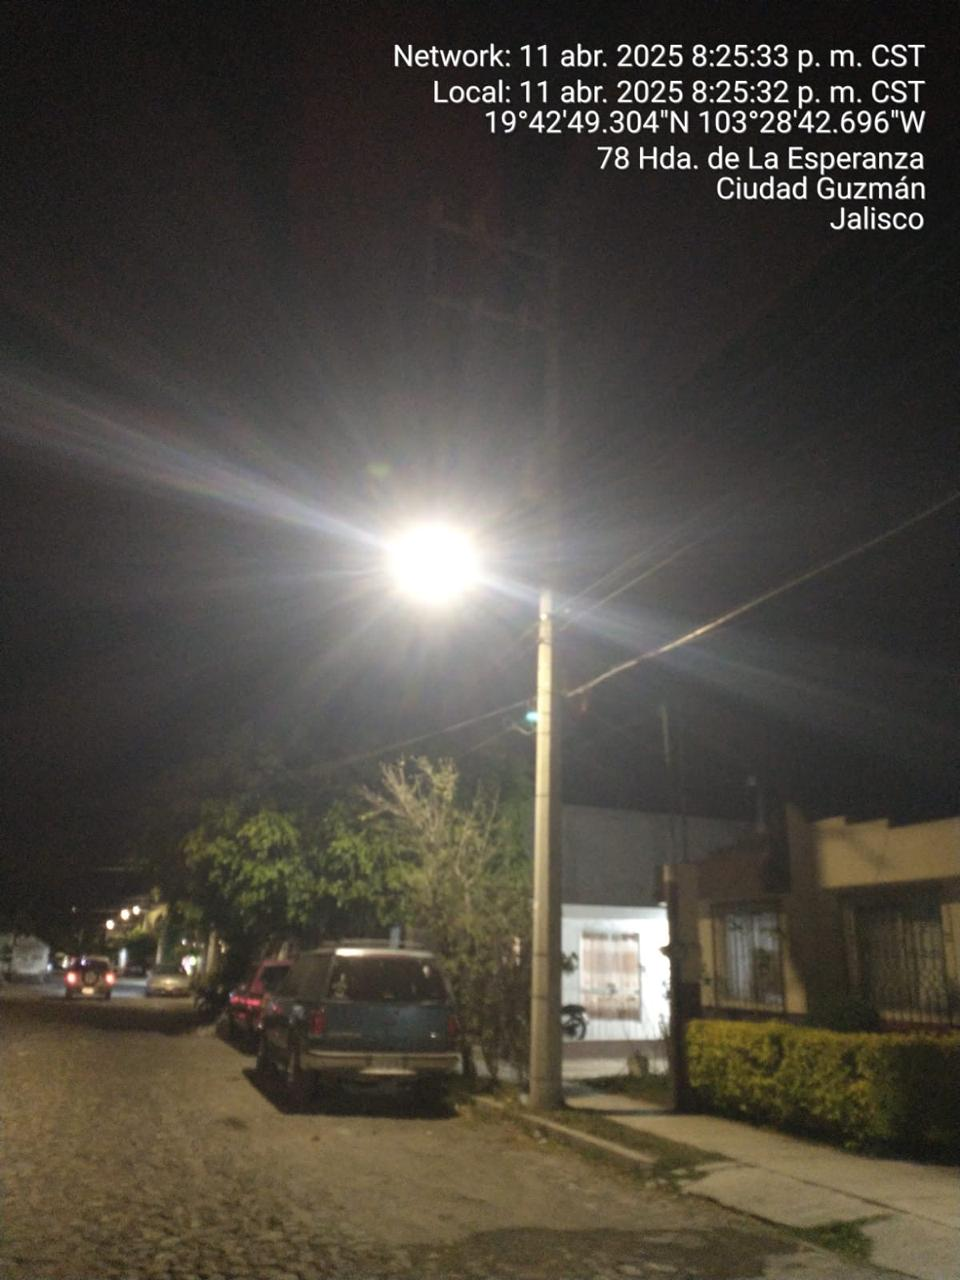 Network: 11 abr. 2025 8:25:33 p. m. CST
Local: 11 abr. 2025 8:25:32 p. m. CST
19°42'49.304"N 103°28'42.696"W
78 Hda. de La Esperanza
Ciudad Guzmán
Jalisco